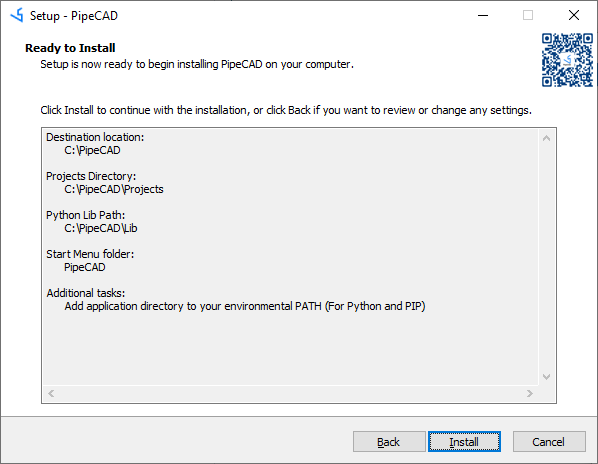 Setup - PipeCAD
Ready to Install
Setup is now ready to begin installing PipeCAD on your computer.
Click Install to continue with the installation, or click Back if you want to review or change any settings.
Destination location:
C:\PipeCAD
Projects Directory:
C:\PipeCAD\Projects
Python Lib Path:
C:\PipeCAD\Lib
Start Menu folder:
PipeCAD
Additional tasks:
Add application directory to your environmental PATH (For Python and PIP)
Back Install Cancel